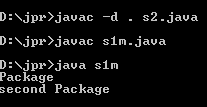 D:\jpr>javac -d . s2.java
D:\jpr>javac s1m.java
D:\jpr>java s1m
Package
second Package